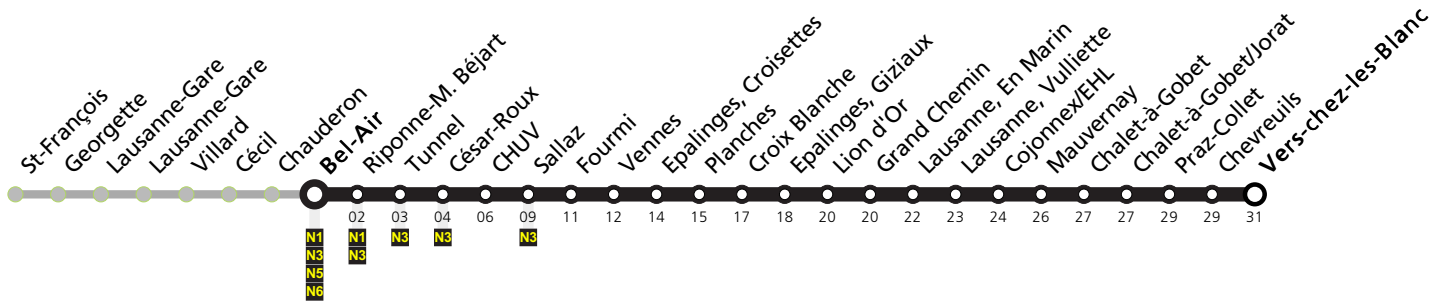 St-François
Georgette
Lausanne-Gare
Lausanne-Gare
Villard
Cécil
Chauderon
Bel-Air
Riponne-M. Béjart
Tunnel
César-Roux
CHUV
Sallaz
Fourmi
Vennes
Epalinges, Croisettes
Planches
Croix Blanche
Epalinges, Giziaux
Lion d'Or
Grand Chemin
Lausanne, En Marin
Lausanne, Vulliette
Cojonnex/EHL
Mauvernay
Chalet-à-Gobet
Chalet-à-Gobet/Jorat
Praz-Collet
Chevreuils
Vers-chez-les-Blanc
02 03 04 06 09 11 12 14 15 17 18 20 20 22 23 24 26 27 27 29 29 31
N1 N1 N3 N3 N3
N3 N3
N5
N6